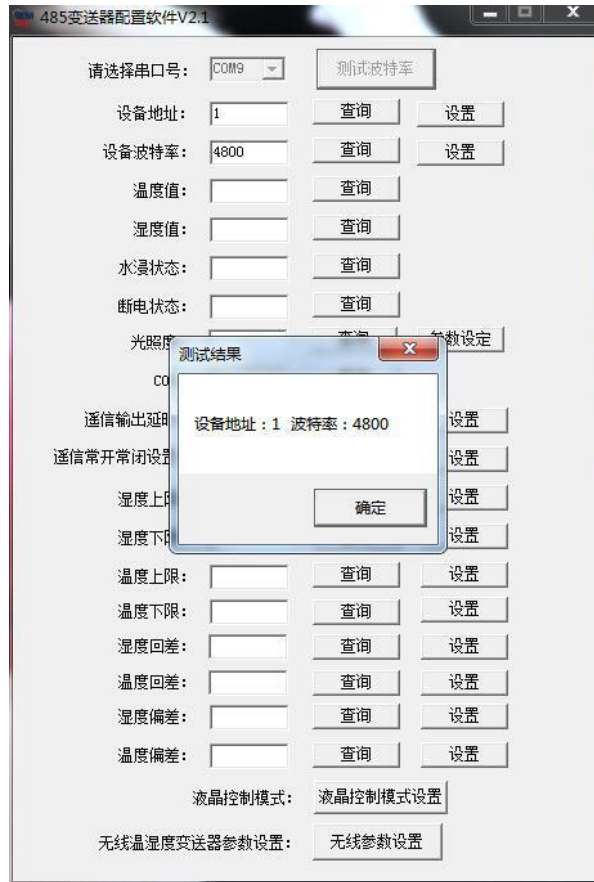 485变送器配置软件V2.1
请选择串口号： COM9 测试波特率
设备地址： 1 查询 设置
设备波特率： 4800 查询 设置
温度值： 查询
湿度值： 查询
水浸状态： 查询
断电状态： 查询
光照度 查询 参数设定
测试结果
CO
设备地址：1 波特率：4800
遥信输出延时 设置
遥信常开常闭设置 设置
湿度上限 设置
确定
湿度下限 设置
温度上限： 查询 设置
温度下限： 查询 设置
湿度回差： 查询 设置
温度回差： 查询 设置
湿度偏差： 查询 设置
温度偏差： 查询 设置
液晶控制模式： 液晶控制模式设置
无线温湿度变送器参数设置： 无线参数设置